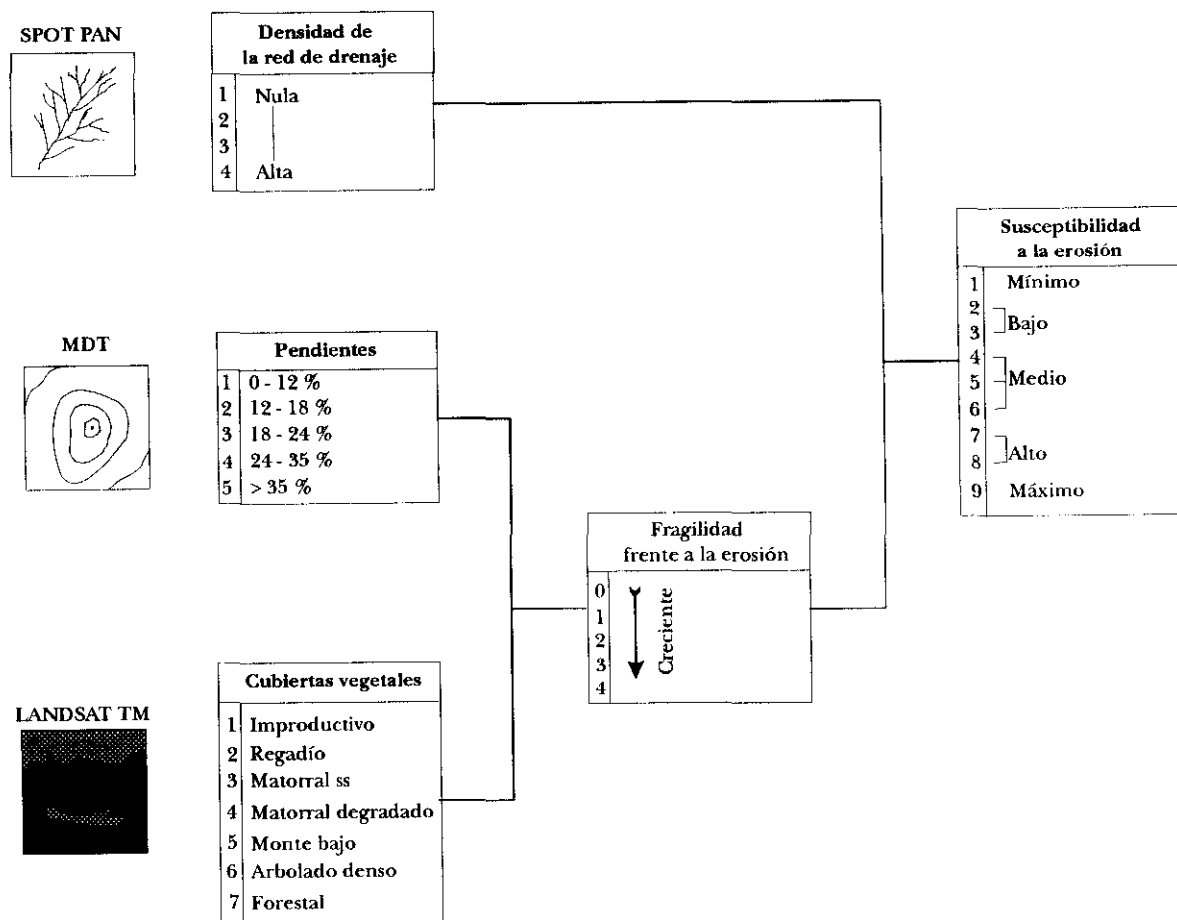 SPOT PAN
Densidad de
la red de drenaje
1 Nula
2
3
4 Alta
Susceptibilidad
a la erosión
1 Mínimo
2
Bajo
3
4
5 Medio
6
7
Alto
8
9 Máximo
MDT
Pendientes
1 0 - 12 %
2 12 - 18 %
3 18 - 24 %
4 24 - 35 %
5 > 35 %
Fragilidad
frente a la erosión
0
1
2
3
4
Creciente
LANDSAT TM
Cubiertas vegetales
1 Improductivo
2 Regadío
3 Matorral ss
4 Matorral degradado
5 Monte bajo
6 Arbolado denso
7 Forestal